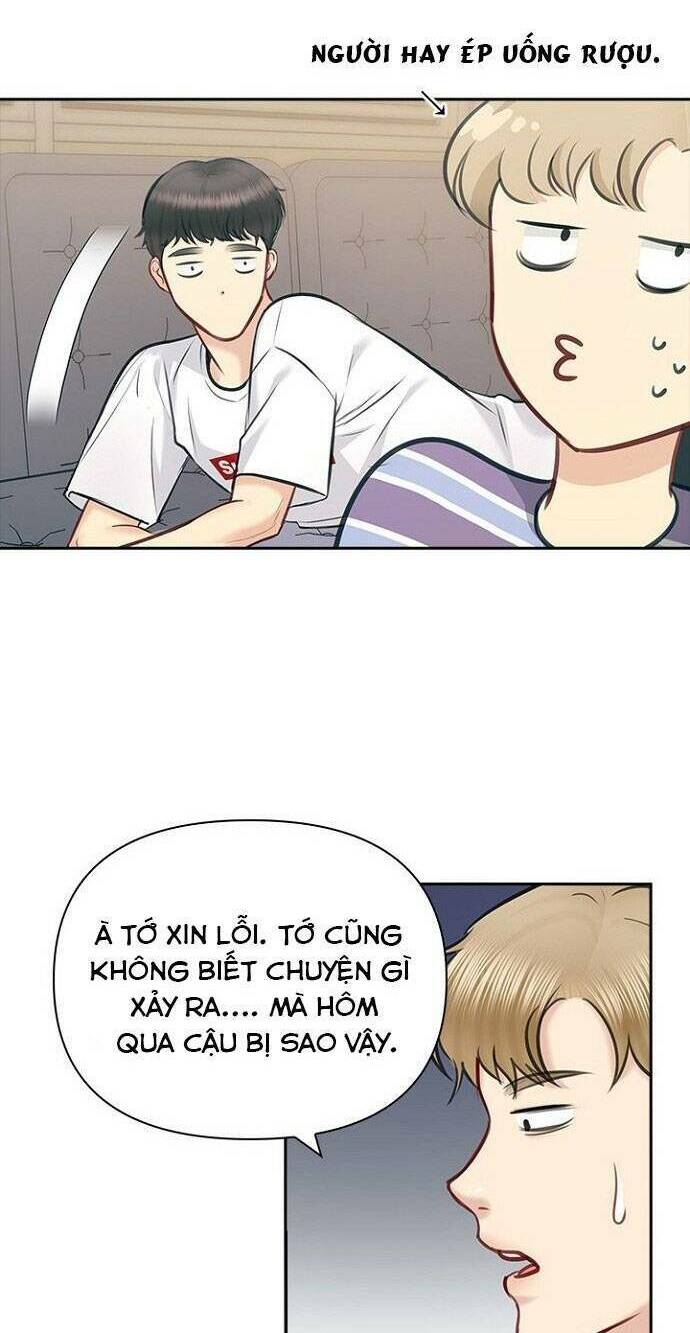 NGƯỜI HAY ÉP UỐNG RƯỢU.
À TỚ XIN LỖI. TỚ CŨNG
KHÔNG BIẾT CHUYỆN GÌ
XẢY RA.... MÀ HÔM
QUA CẬU BỊ SAO VẬY.